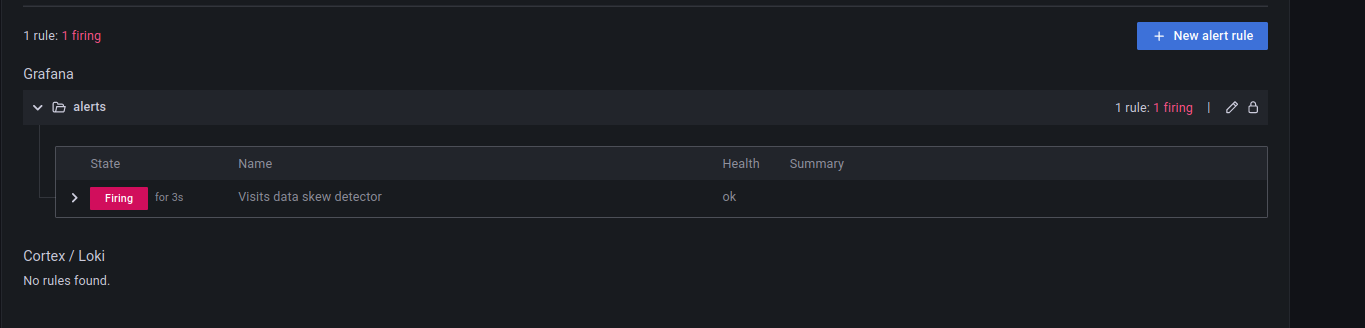 1 rule: 1 firing
+ New alert rule
Grafana
alerts
1 rule: 1 firing |
State Name Health Summary
Firing for 3s Visits data skew detector ok
Cortex / Loki
No rules found.